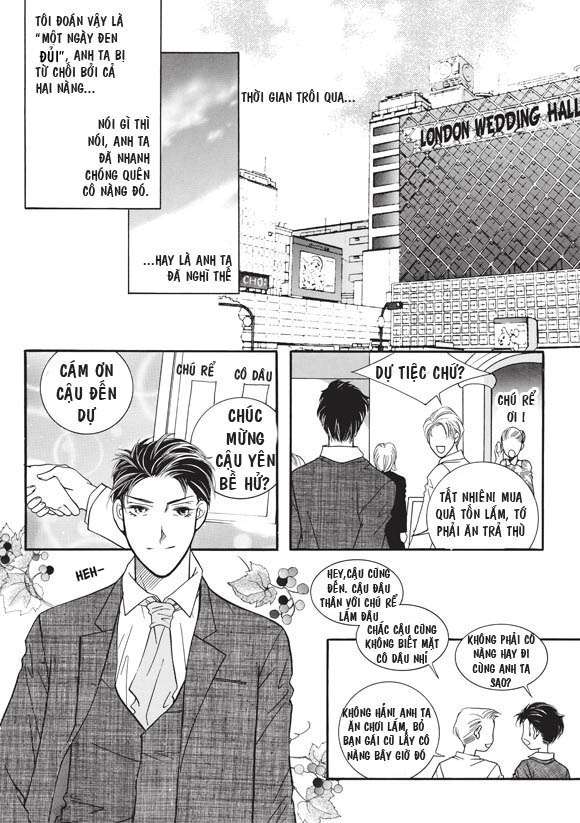 TÔI ĐOÁN VẬY LÀ
"MỘT NGÀY ĐEN
ĐỦI", ANH TA BỊ
TỪ CHỐI BỞI CẢ
HAI NÀNG...
NÓI GÌ THÌ
NÓI, ANH TA
ĐÃ NHANH
CHÓNG QUÊN
CÔ NÀNG ĐÓ.
THỜI GIAN TRÔI QUA...
...HAY LÀ ANH TA
ĐÃ NGHĨ THẾ
LONDON WEDDING HALL
CÁM ƠN
CẬU ĐẾN
DỰ
CHÚ RỂ
CÔ DÂU
CHÚC
MỪNG
CẬU YÊN
BỀ HỬ?
HEH~
DỰ TIỆC CHỨ?
CHÚ RỂ
ƠI !
TẤT NHIÊN! MUA
QUÀ TỐN LẮM, TỚ
PHẢI ĂN TRẢ THÙ
HEY,CẬU CŨNG
ĐẾN. CẬU ĐÂU
THÂN VỚI CHÚ RỂ
LẮM ĐÂU
CHẮC CẬU CŨNG
KHÔNG BIẾT MẶT
CÔ DÂU NHỈ
KHÔNG PHẢI CÔ
NÀNG HAY ĐI
CÙNG ANH TA
SAO?
KHÔNG HẲN! ANH TA
ĂN CHƠI LẮM, BỎ
BẠN GÁI CŨ LẤY CÔ
NÀNG BÂY GIỜ ĐÓ